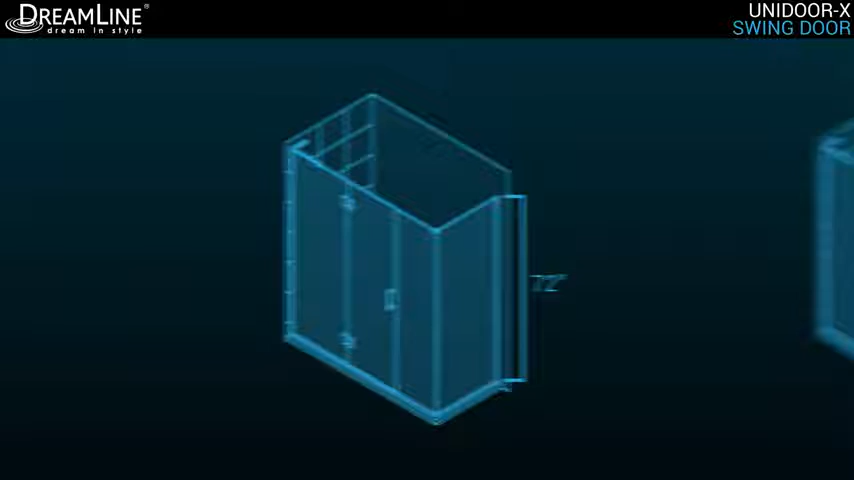 DREAMLINE®
dream in style
UNIDOOR-X
SWING DOOR
72"